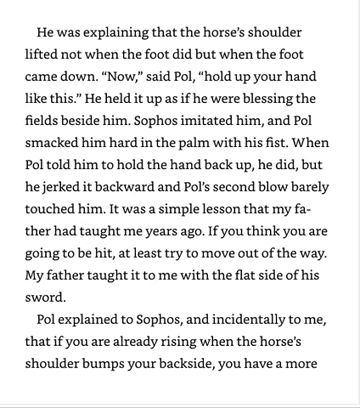 He was explaining that the horse’s shoulder
lifted not when the foot did but when the foot
came down. “Now,” said Pol, “hold up your hand
like this.” He held it up as if he were blessing the
fields beside him. Sophos imitated him, and Pol
smacked him hard in the palm with his fist. When
Pol told him to hold the hand back up, he did, but
he jerked it backward and Pol’s second blow barely
touched him. It was a simple lesson that my fa-
ther had taught me years ago. If you think you are
going to be hit, at least try to move out of the way.
My father taught it to me with the flat side of his
sword.
Pol explained to Sophos, and incidentally to me,
that if you are already rising when the horse’s
shoulder bumps your backside, you have a more